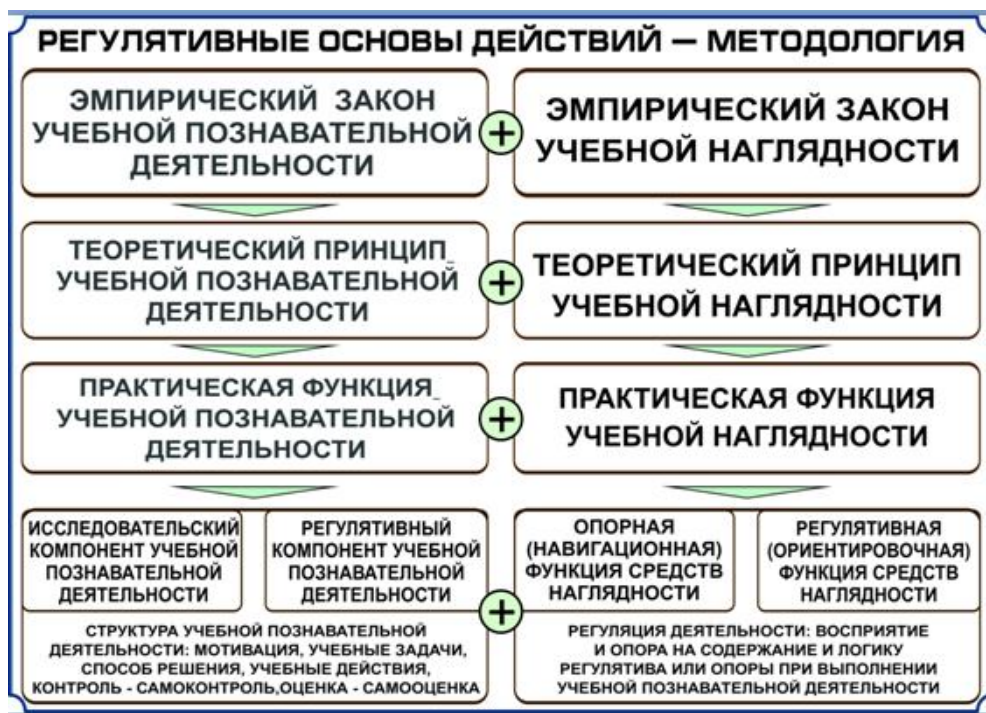 РЕГУЛЯТИВНЫЕ ОСНОВЫ ДЕЙСТВИЙ — МЕТОДОЛОГИЯ
ЭМПИРИЧЕСКИЙ ЗАКОН
УЧЕБНОЙ ПОЗНАВАТЕЛЬНОЙ
ДЕЯТЕЛЬНОСТИ
+
ЭМПИРИЧЕСКИЙ ЗАКОН
УЧЕБНОЙ НАГЛЯДНОСТИ
ТЕОРЕТИЧЕСКИЙ ПРИНЦИП_
УЧЕБНОЙ ПОЗНАВАТЕЛЬНОЙ
ДЕЯТЕЛЬНОСТИ
+
ТЕОРЕТИЧЕСКИЙ ПРИНЦИП
УЧЕБНОЙ НАГЛЯДНОСТИ
ПРАКТИЧЕСКАЯ ФУНКЦИЯ_
УЧЕБНОЙ ПОЗНАВАТЕЛЬНОЙ
ДЕЯТЕЛЬНОСТИ
+
ПРАКТИЧЕСКАЯ ФУНКЦИЯ
УЧЕБНОЙ НАГЛЯДНОСТИ
ИССЛЕДОВАТЕЛЬСКИЙ
КОМПОНЕНТ УЧЕБНОЙ
ПОЗНАВАТЕЛЬНОЙ
ДЕЯТЕЛЬНОСТИ
РЕГУЛЯТИВНЫЙ
КОМПОНЕНТ УЧЕБНОЙ
ПОЗНАВАТЕЛЬНОЙ
ДЕЯТЕЛЬНОСТИ
СТРУКТУРА УЧЕБНОЙ ПОЗНАВАТЕЛЬНОЙ
ДЕЯТЕЛЬНОСТИ: МОТИВАЦИЯ, УЧЕБНЫЕ ЗАДАЧИ,
СПОСОБ РЕШЕНИЯ, УЧЕБНЫЕ ДЕЙСТВИЯ,
КОНТРОЛЬ - САМОКОНТРОЛЬ,ОЦЕНКА - САМООЦЕНКА
+
ОПОРНАЯ
(НАВИГАЦИОННАЯ)
ФУНКЦИЯ СРЕДСТВ
НАГЛЯДНОСТИ
РЕГУЛЯТИВНАЯ
(ОРИЕНТИРОВОЧНАЯ)
ФУНКЦИЯ СРЕДСТВ
НАГЛЯДНОСТИ
РЕГУЛЯЦИЯ ДЕЯТЕЛЬНОСТИ: ВОСПРИЯТИЕ
И ОПОРА НА СОДЕРЖАНИЕ И ЛОГИКУ
РЕГУЛЯТИВА ИЛИ ОПОРЫ ПРИ ВЫПОЛНЕНИИ
УЧЕБНОЙ ПОЗНАВАТЕЛЬНОЙ ДЕЯТЕЛЬНОСТИ